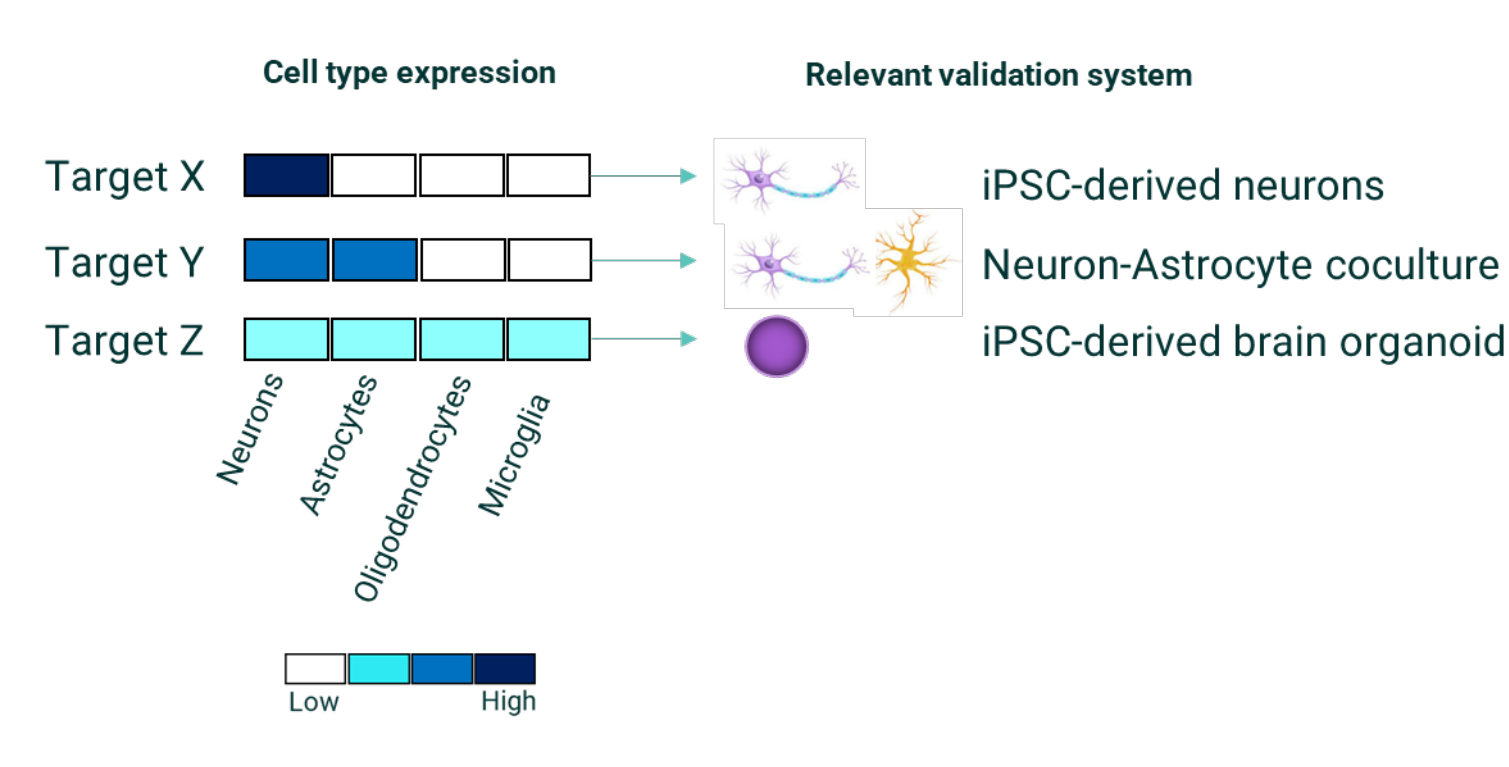 Cell type expression
Relevant validation system
Target X
iPSC-derived neurons
Target Y
Neuron-Astrocyte coculture
Target Z
iPSC-derived brain organoid
Neurons
Astrocytes
Oligodendrocytes
Microglia
Low
High